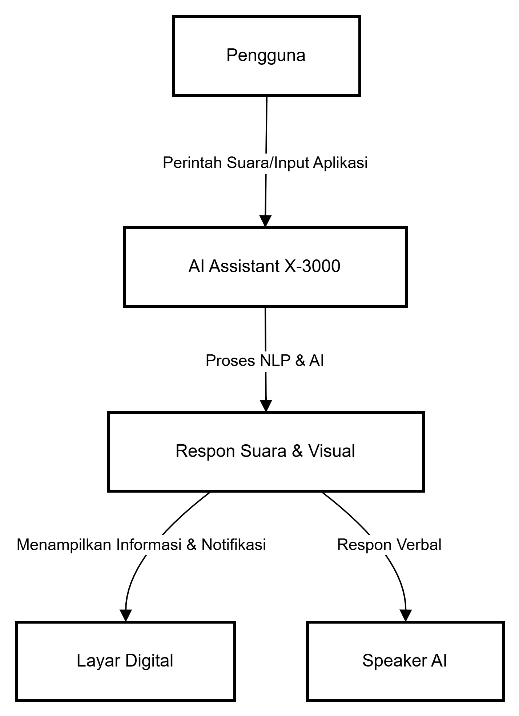 Pengguna
Perintah Suara/Input Aplikasi
AI Assistant X-3000
Proses NLP & AI
Respon Suara & Visual
Menampilkan Informasi & Notifikasi
Respon Verbal
Layar Digital
Speaker AI